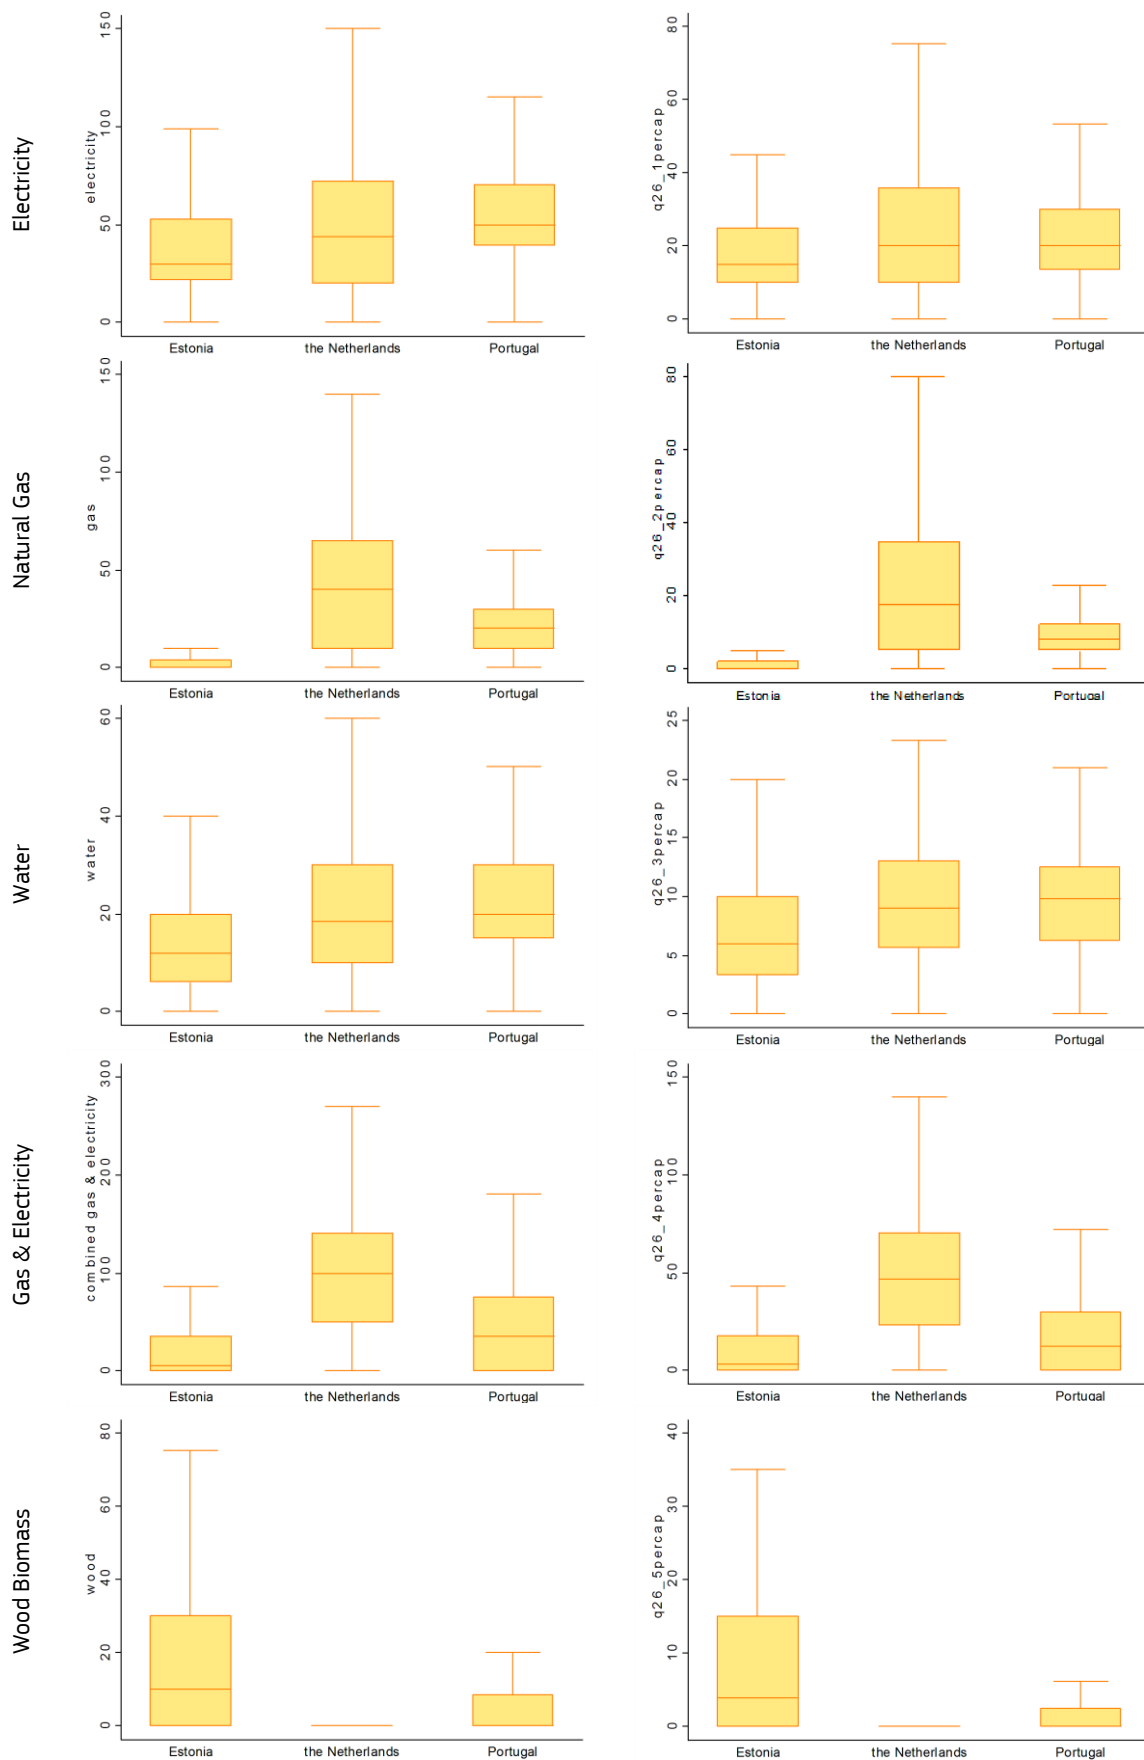 Electricity
electricity
0
50
100
150
Estonia
the Netherlands
Portugal
q26_1percap
0
20
40
60
80
Estonia
the Netherlands
Portugal
Natural Gas
gas
0
50
100
150
Estonia
the Netherlands
Portugal
q26_2percap
0
20
40
60
80
Estonia
the Netherlands
Portugal
Water
water
0
20
40
60
Estonia
the Netherlands
Portugal
q26_3percap
0
5
10
15
20
25
Estonia
the Netherlands
Portugal
Gas & Electricity
combined gas & electricity
0
100
200
300
Estonia
the Netherlands
Portugal
q26_4percap
0
50
100
150
Estonia
the Netherlands
Portugal
Wood Biomass
wood
0
20
40
60
80
Estonia
the Netherlands
Portugal
q26_5percap
0
10
20
30
40
Estonia
the Netherlands
Portugal